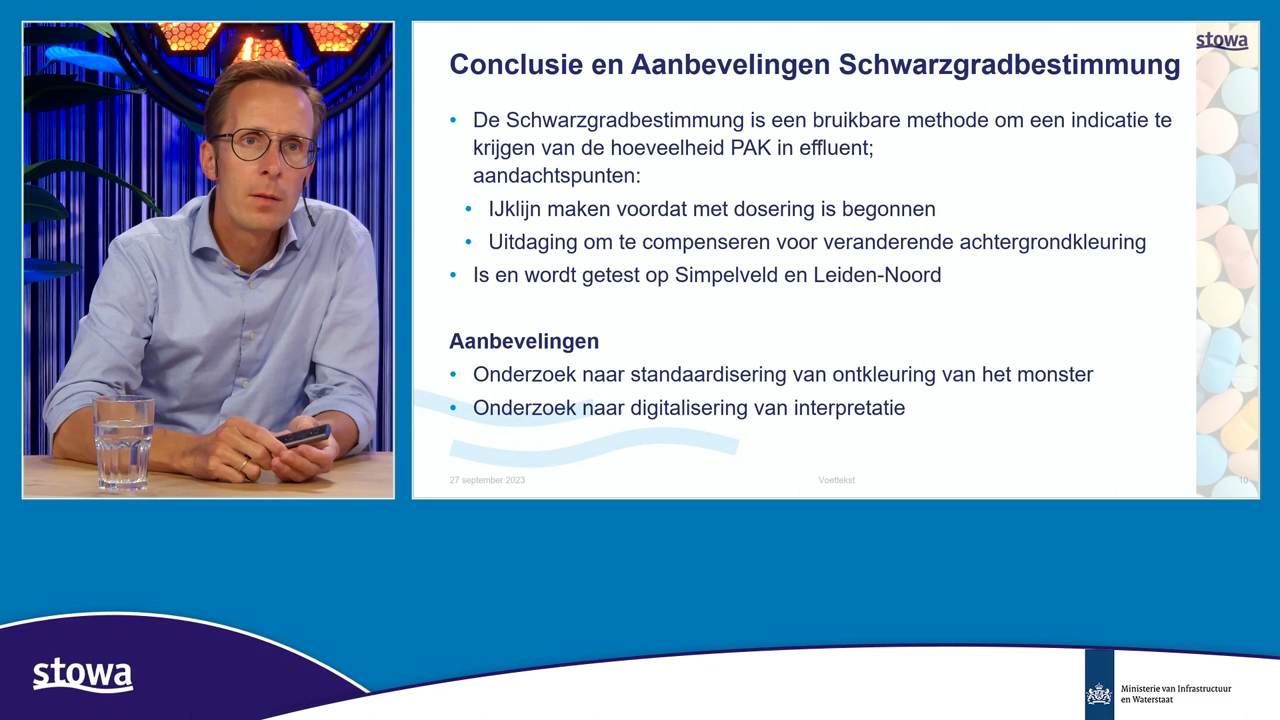 stowa
Conclusie en Aanbevelingen Schwarzgradbestimmung
• De Schwarzgradbestimmung is een bruikbare methode om een indicatie te
krijgen van de hoeveelheid PAK in effluent;
aandachtspunten:
• IJklijn maken voordat met dosering is begonnen
• Uitdaging om te compenseren voor veranderende achtergrondkleuring
• Is en wordt getest op Simpelveld en Leiden-Noord
Aanbevelingen
• Onderzoek naar standaardisering van ontkleuring van het monster
• Onderzoek naar digitalisering van interpretatie
27 september 2023
Voettekst
10
stowa
Ministerie van Infrastructuur
en Waterstaat